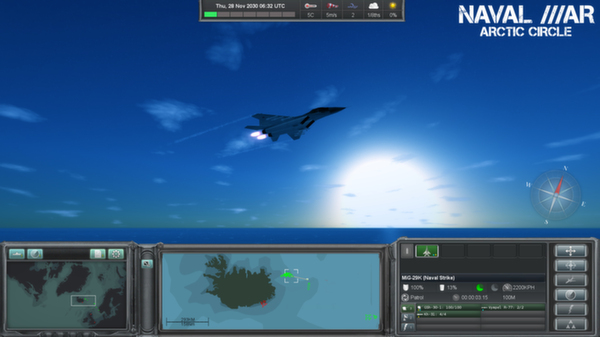 Thu, 28 Nov 2030 06:32 UTC
5C
5m/s
2
18ths
0%
NAVAL WAR
ARCTIC CIRCLE
N
E
S
MiG-29K (Naval Strike)
100%
13%
2200KPH
Patrol
00:00:03.15
100M